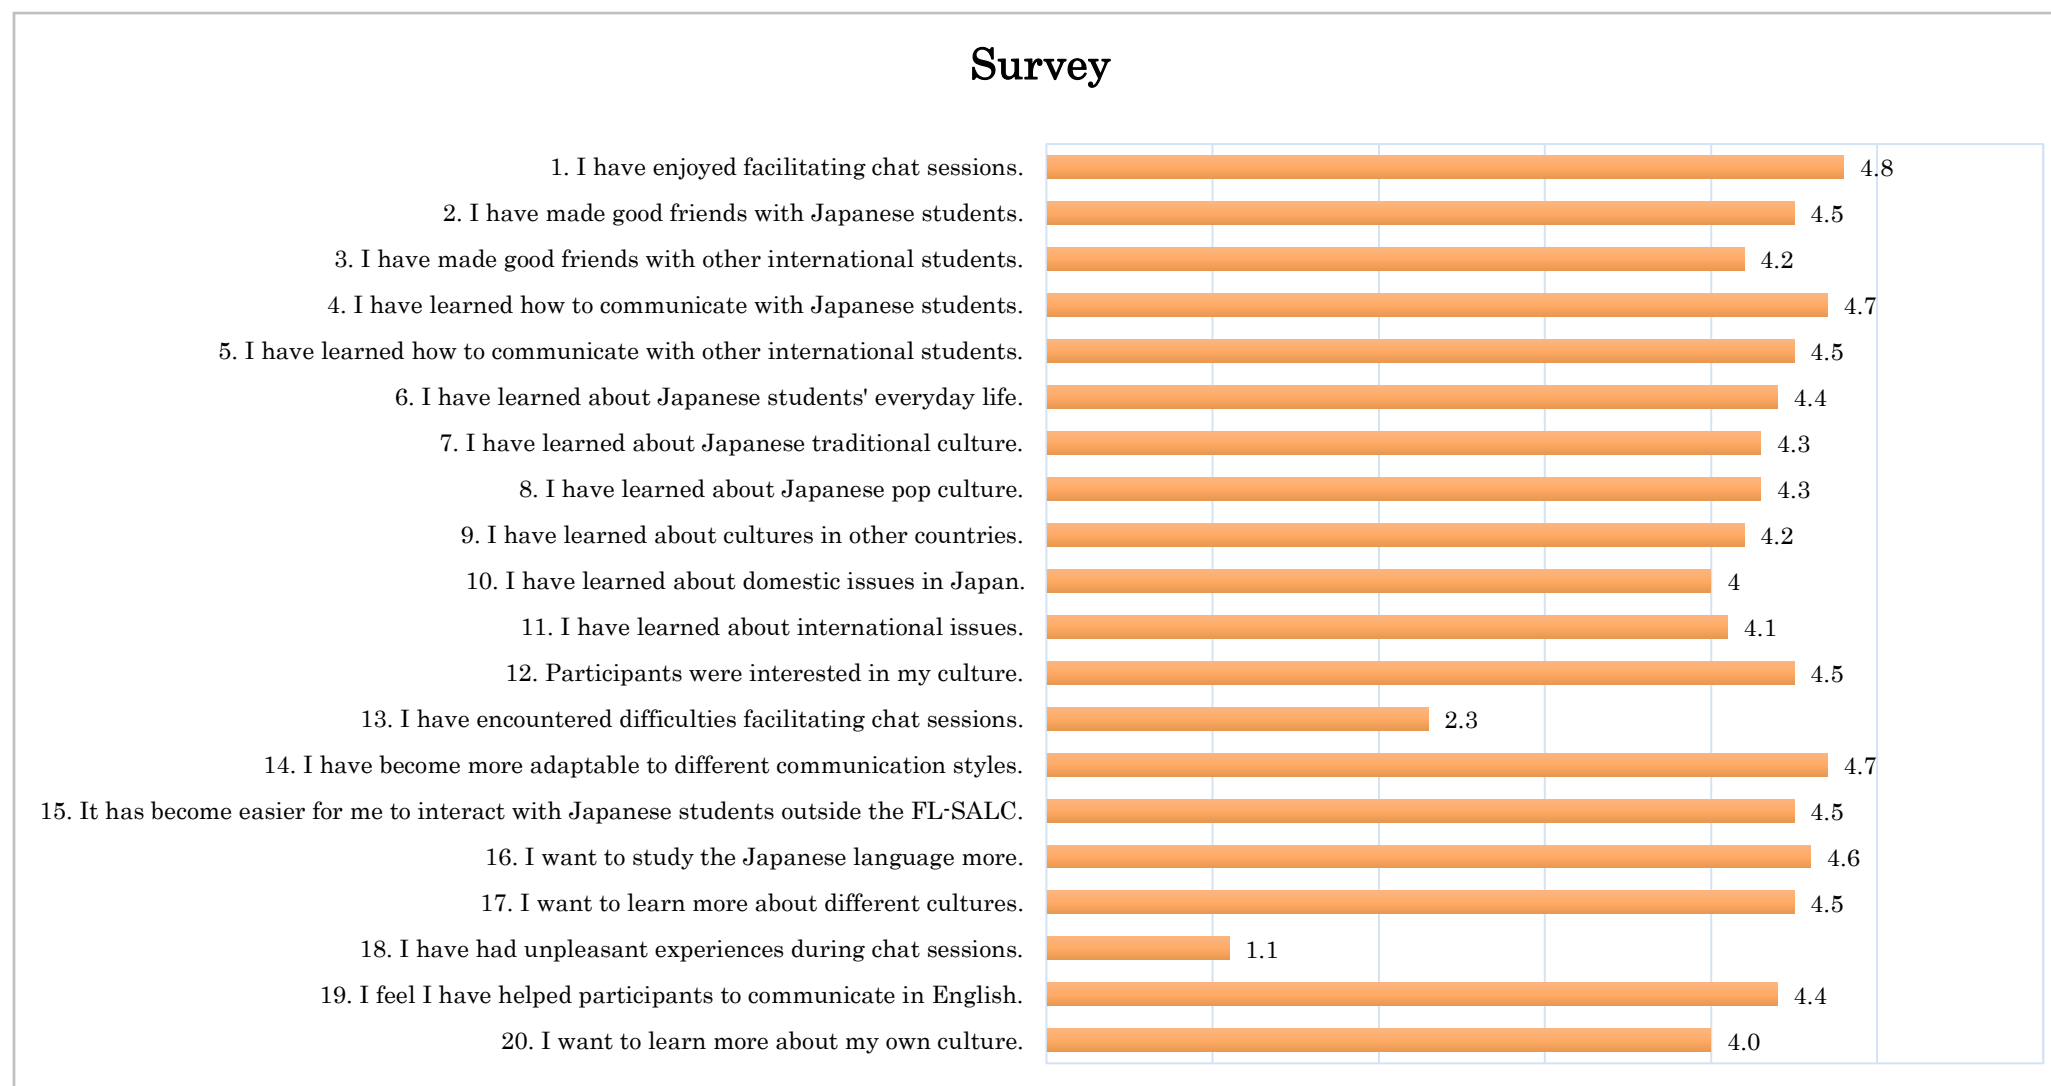 Survey
1. I have enjoyed facilitating chat sessions. 4.8
2. I have made good friends with Japanese students. 4.5
3. I have made good friends with other international students. 4.2
4. I have learned how to communicate with Japanese students. 4.7
5. I have learned how to communicate with other international students. 4.5
6. I have learned about Japanese students' everyday life. 4.4
7. I have learned about Japanese traditional culture. 4.3
8. I have learned about Japanese pop culture. 4.3
9. I have learned about cultures in other countries. 4.2
10. I have learned about domestic issues in Japan. 4
11. I have learned about international issues. 4.1
12. Participants were interested in my culture. 4.5
13. I have encountered difficulties facilitating chat sessions. 2.3
14. I have become more adaptable to different communication styles. 4.7
15. It has become easier for me to interact with Japanese students outside the FL-SALC. 4.5
16. I want to study the Japanese language more. 4.6
17. I want to learn more about different cultures. 4.5
18. I have had unpleasant experiences during chat sessions. 1.1
19. I feel I have helped participants to communicate in English. 4.4
20. I want to learn more about my own culture. 4.0